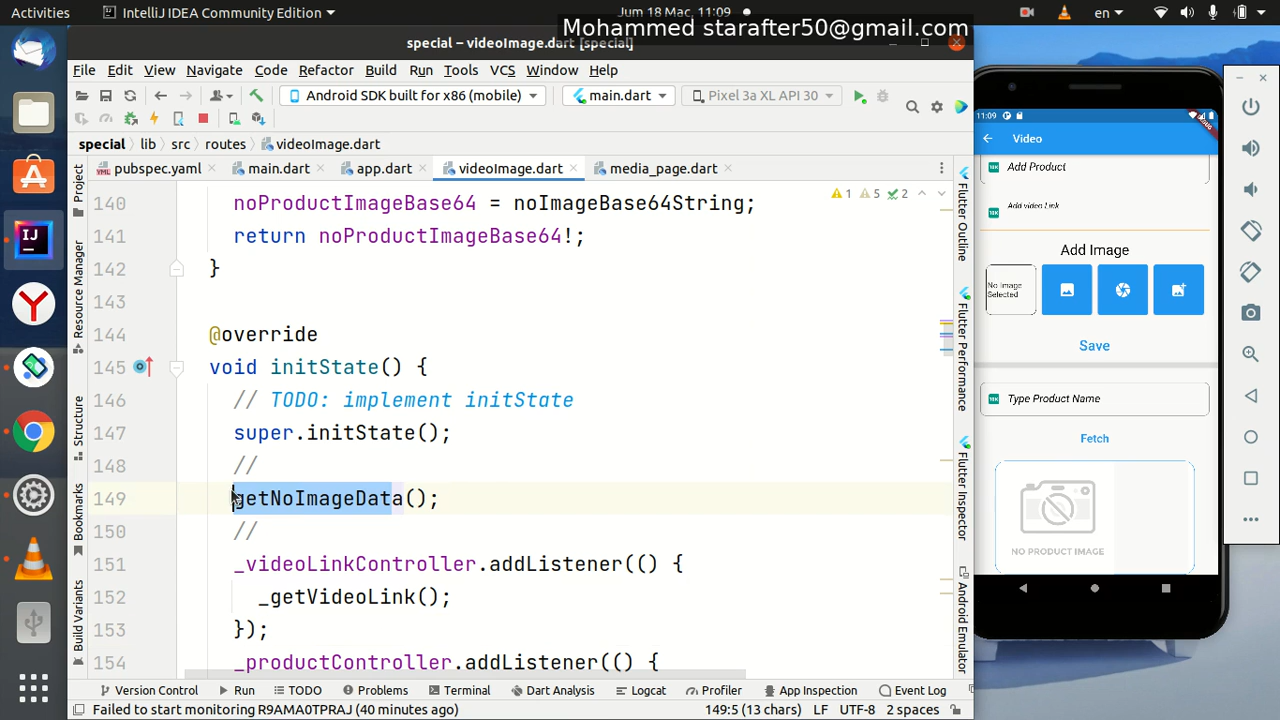 Activities
IntelliJ IDEA Community Edition
Jum 18 Mac, 11:09
en
Mohammed starafter50@gmail.com
special – videoImage.dart [special]
File Edit View Navigate Code Refactor Build Run Tools VCS Window Help
Android SDK built for x86 (mobile)
main.dart
Pixel 3a XL API 30
special
lib
src
routes
videoImage.dart
pubspec.yaml
main.dart
app.dart
videoImage.dart
media_page.dart
1 5 2
140 noProductImageBase64 = noImageBase64String;
141 return noProductImageBase64!;
142 }
143
144 @override
145 void initState() {
146 // TODO: implement initState
147 super.initState();
148 //
149 getNoImageData();
150 //
151 _videoLinkController.addListener(() {
152 _getVideoLink();
153 });
154 _productController.addListener(() {
Project
Resource Manager
Structure
Bookmarks
Build Variants
Flutter Outline
Flutter Performance
Flutter Inspector
Android Emulator
Version Control
Run
TODO
Problems
Terminal
Dart Analysis
Logcat
Profiler
App Inspection
Event Log
Failed to start monitoring R9AMA0TPRAJ (40 minutes ago)
149:5 (13 chars)
LF
UTF-8
2 spaces
11:09
Video
Add Product
Add video Link
Add Image
No Image
Selected
Save
Type Product Name
Fetch
NO PRODUCT IMAGE